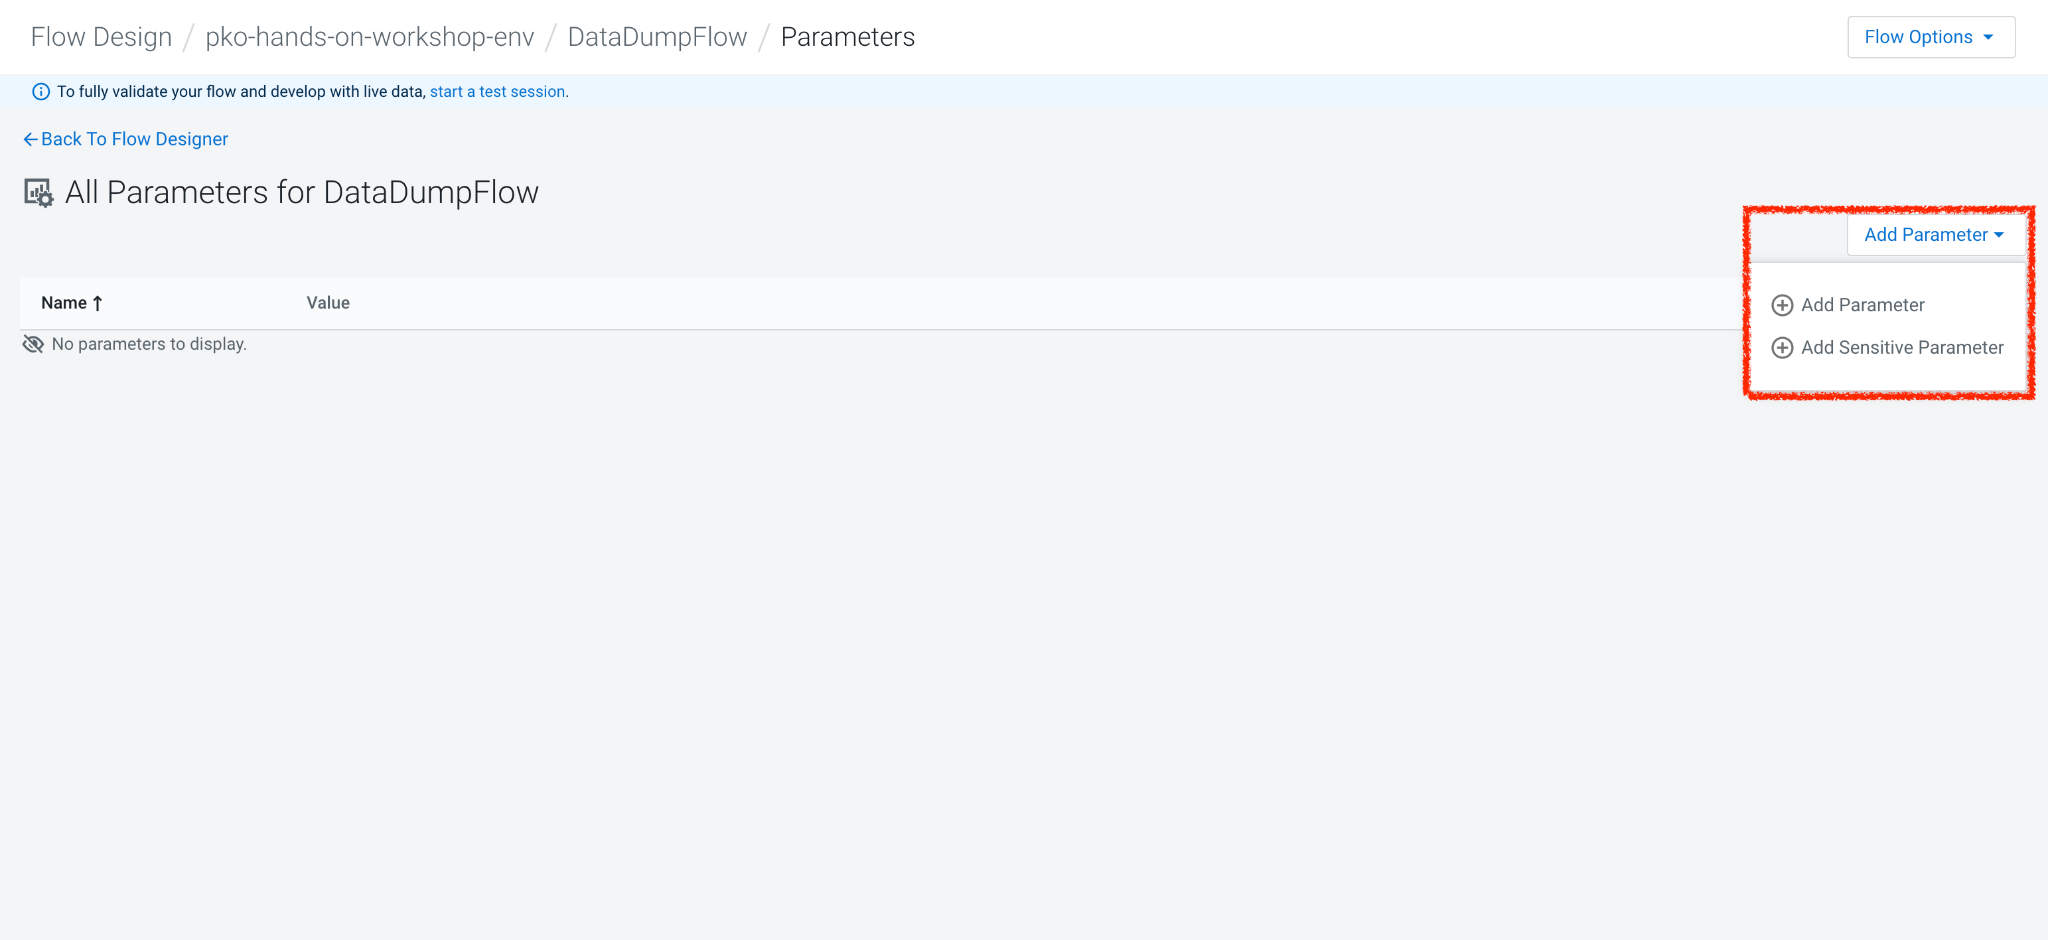 Flow Design / pko-hands-on-workshop-env / DataDumpFlow / Parameters
Flow Options
To fully validate your flow and develop with live data, start a test session.
Back To Flow Designer
All Parameters for DataDumpFlow
Add Parameter
Name Value
Add Parameter
No parameters to display.
Add Sensitive Parameter